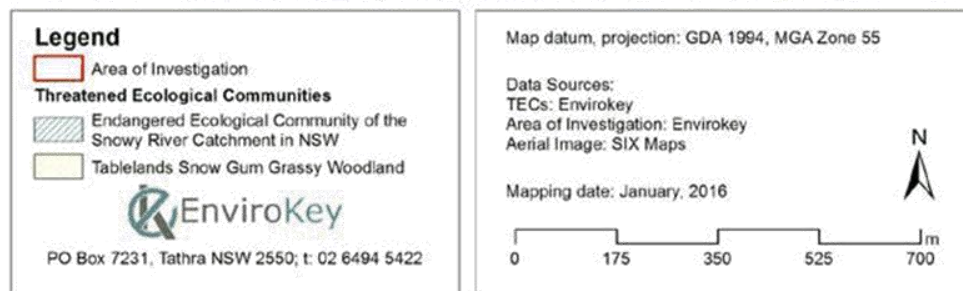 Legend
Area of Investigation
Threatened Ecological Communities
Endangered Ecological Community of the
Snowy River Catchment in NSW
Tablelands Snow Gum Grassy Woodland
EnviroKey
PO Box 7231, Tathra NSW 2550; t: 02 6494 5422
Map datum, projection: GDA 1994, MGA Zone 55
Data Sources:
TECs: Envirokey
Area of Investigation: Envirokey
Aerial Image: SIX Maps
Mapping date: January, 2016
N
m
0 175 350 525 700